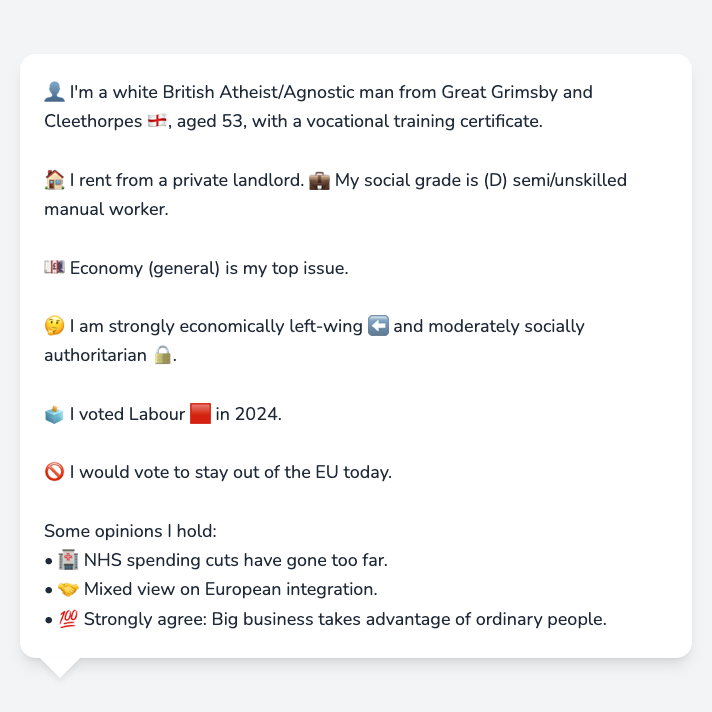 👤 I'm a white British Atheist/Agnostic man from Great Grimsby and
Cleethorpes 🏴󠁧󠁢󠁥󠁮󠁧󠁿, aged 53, with a vocational training certificate.
🏠 I rent from a private landlord. 💼 My social grade is (D) semi/unskilled
manual worker.
💷 Economy (general) is my top issue.
🤔 I am strongly economically left-wing ⬅️ and moderately socially
authoritarian 🔒.
🗳️ I voted Labour 🟥 in 2024.
🚫 I would vote to stay out of the EU today.
Some opinions I hold:
• 🏥 NHS spending cuts have gone too far.
• 🤝 Mixed view on European integration.
• 💯 Strongly agree: Big business takes advantage of ordinary people.